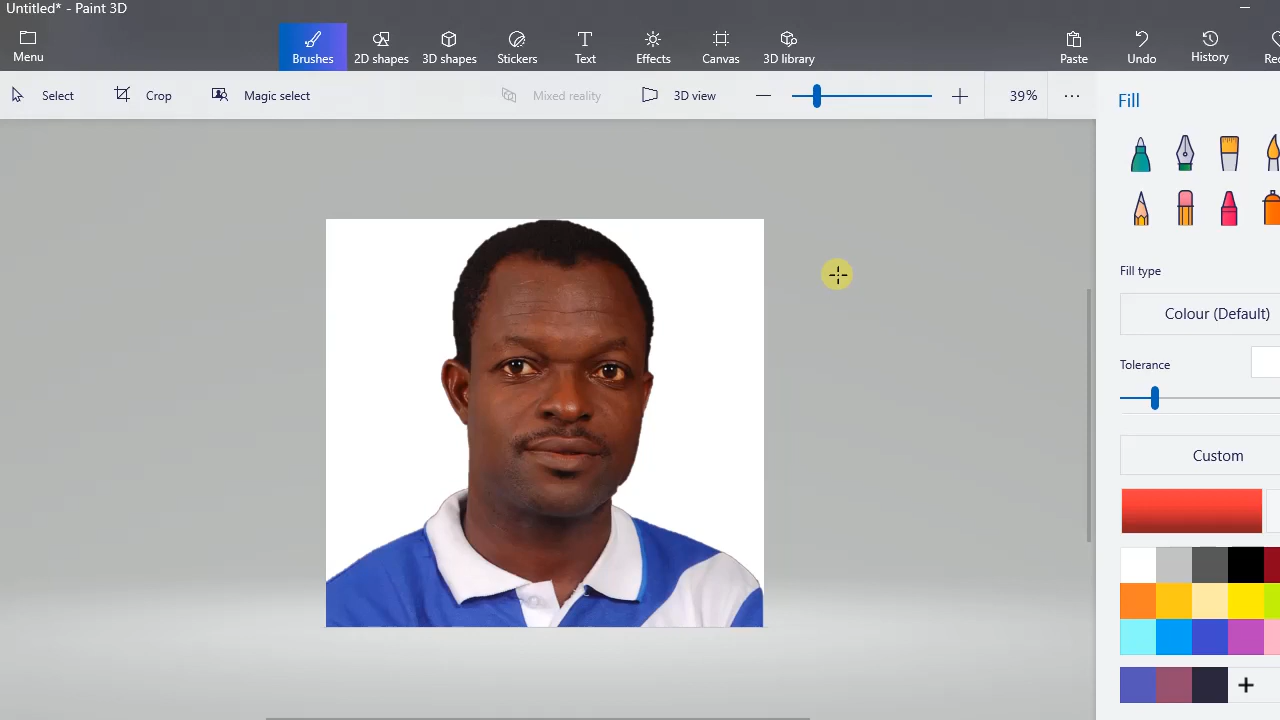 Untitled* - Paint 3D
Menu
Brushes
2D shapes
3D shapes
Stickers
Text
Effects
Canvas
3D library
Paste
Undo
History
Select
Crop
Magic select
Mixed reality
3D view
39%
Fill
Fill type
Colour (Default)
Tolerance
Custom